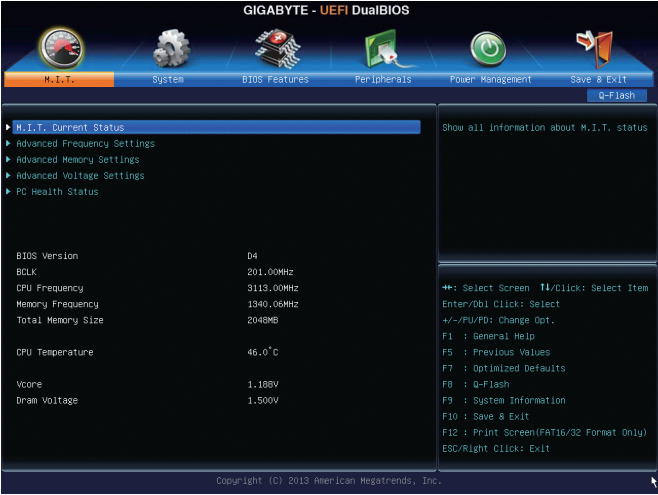 GIGABYTE - UEFI DualBIOS
M.I.T. System BIOS Features Peripherals Power Management Save & Exit
Q-Flash
M.I.T. Current Status
Advanced Frequency Settings
Advanced Memory Settings
Advanced Voltage Settings
PC Health Status
BIOS Version D4
BCLK 201.00MHz
CPU Frequency 3113.00MHz
Memory Frequency 1340.06MHz
Total Memory Size 2048MB
CPU Temperature 46.0°C
Vcore 1.188V
Dram Voltage 1.500V
Show all information about M.I.T. status
→←: Select Screen ↑↓/Click: Select Item
Enter/Dbl Click: Select
+/-/PU/PD: Change Opt.
F1 : General Help
F5 : Previous Values
F7 : Optimized Defaults
F8 : Q-Flash
F9 : System Information
F10 : Save & Exit
F12 : Print Screen(FAT16/32 Format Only)
ESC/Right Click: Exit
Copyright (C) 2013 American Megatrends, Inc.